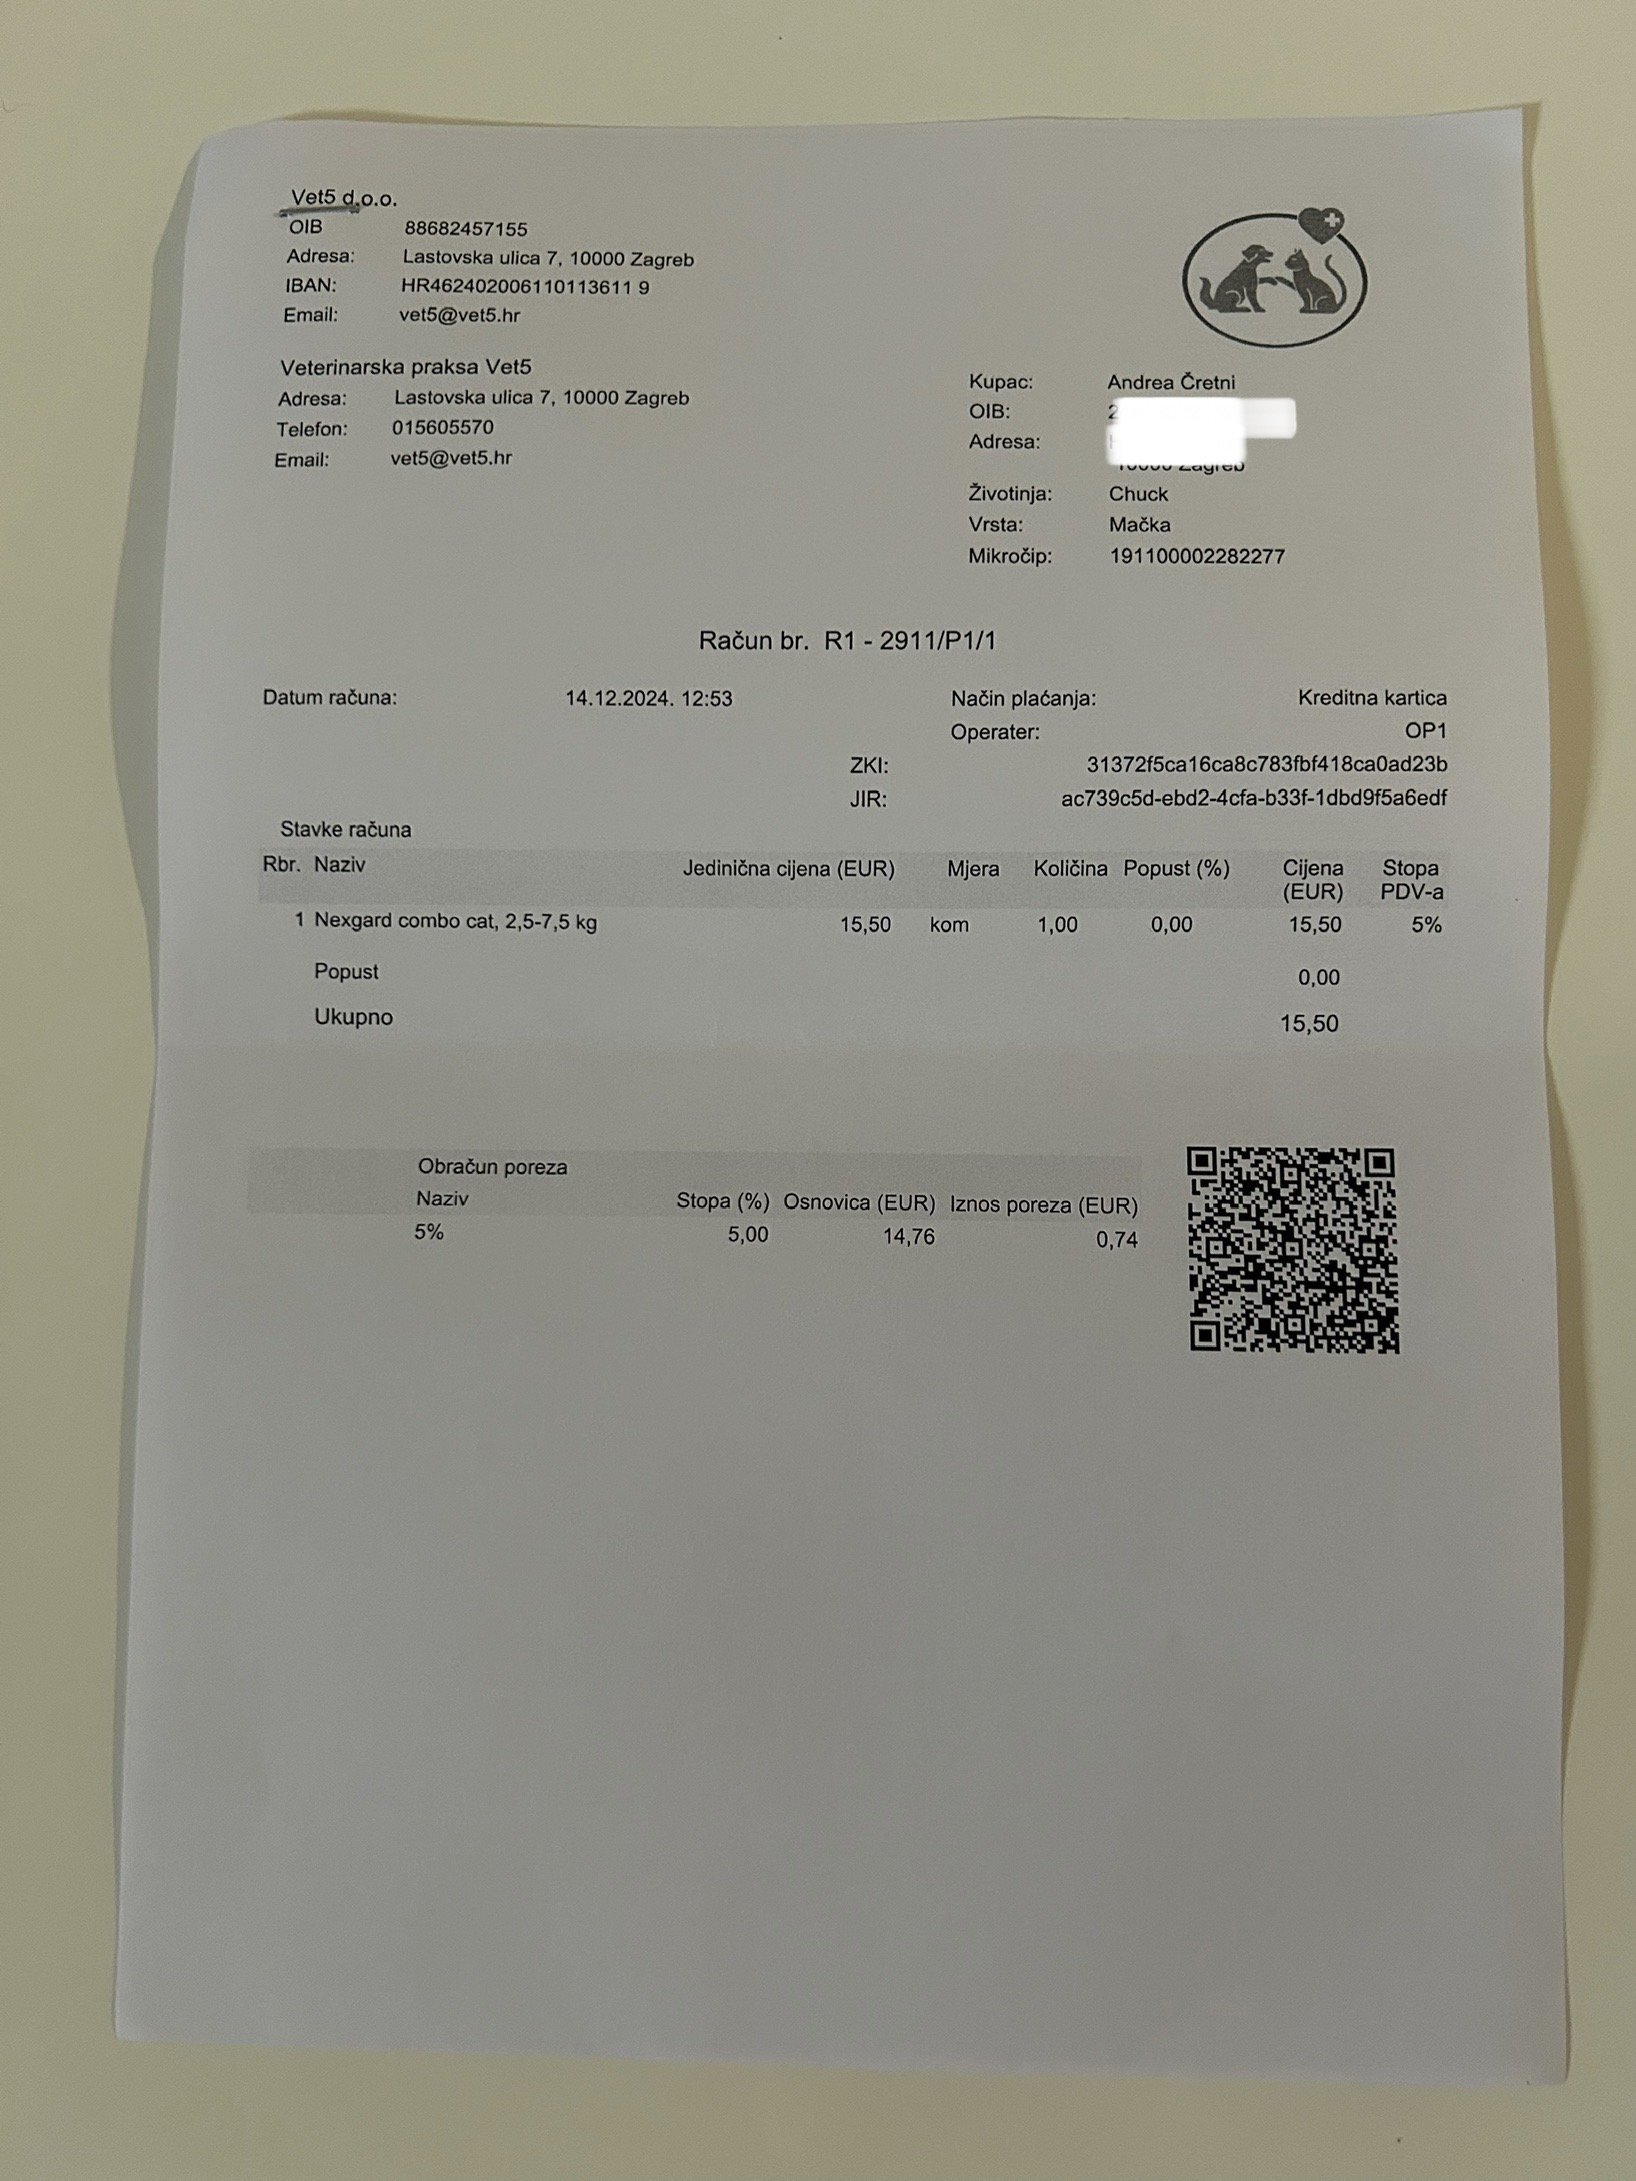 Vet5 d.o.o.
OIB 88682457155
Adresa: Lastovska ulica 7, 10000 Zagreb
IBAN: HR462402006110113611 9
Email: vet5@vet5.hr
Veterinarska praksa Vet5
Adresa: Lastovska ulica 7, 10000 Zagreb
Telefon: 015605570
Email: vet5@vet5.hr
Kupac: Andrea Čretni
OIB: 2
Adresa:
10000 Zagreb
Životinja: Chuck
Vrsta: Mačka
Mikročip: 191100002282277
Račun br. R1 - 2911/P1/1
Datum računa: 14.12.2024. 12:53 Način plaćanja: Kreditna kartica
Operater: OP1
ZKI: 31372f5ca16ca8c783fbf418ca0ad23b
JIR: ac739c5d-ebd2-4cfa-b33f-1dbd9f5a6edf
Stavke računa
Rbr. Naziv Jedinična cijena (EUR) Mjera Količina Popust (%) Cijena (EUR) Stopa PDV-a
1 Nexgard combo cat, 2,5-7,5 kg 15,50 kom 1,00 0,00 15,50 5%
Popust 0,00
Ukupno 15,50
Obračun poreza
Naziv Stopa (%) Osnovica (EUR) Iznos poreza (EUR)
5% 5,00 14,76 0,74